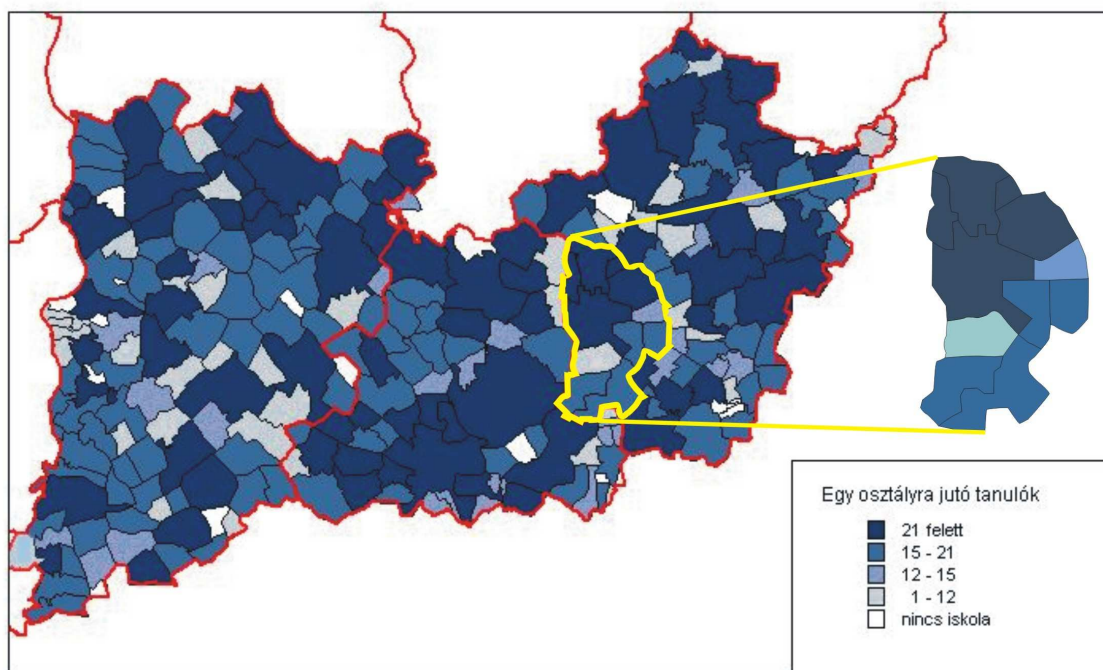 Egy osztályra jutó tanulók
21 felett
15 - 21
12 - 15
1 - 12
nincs iskola